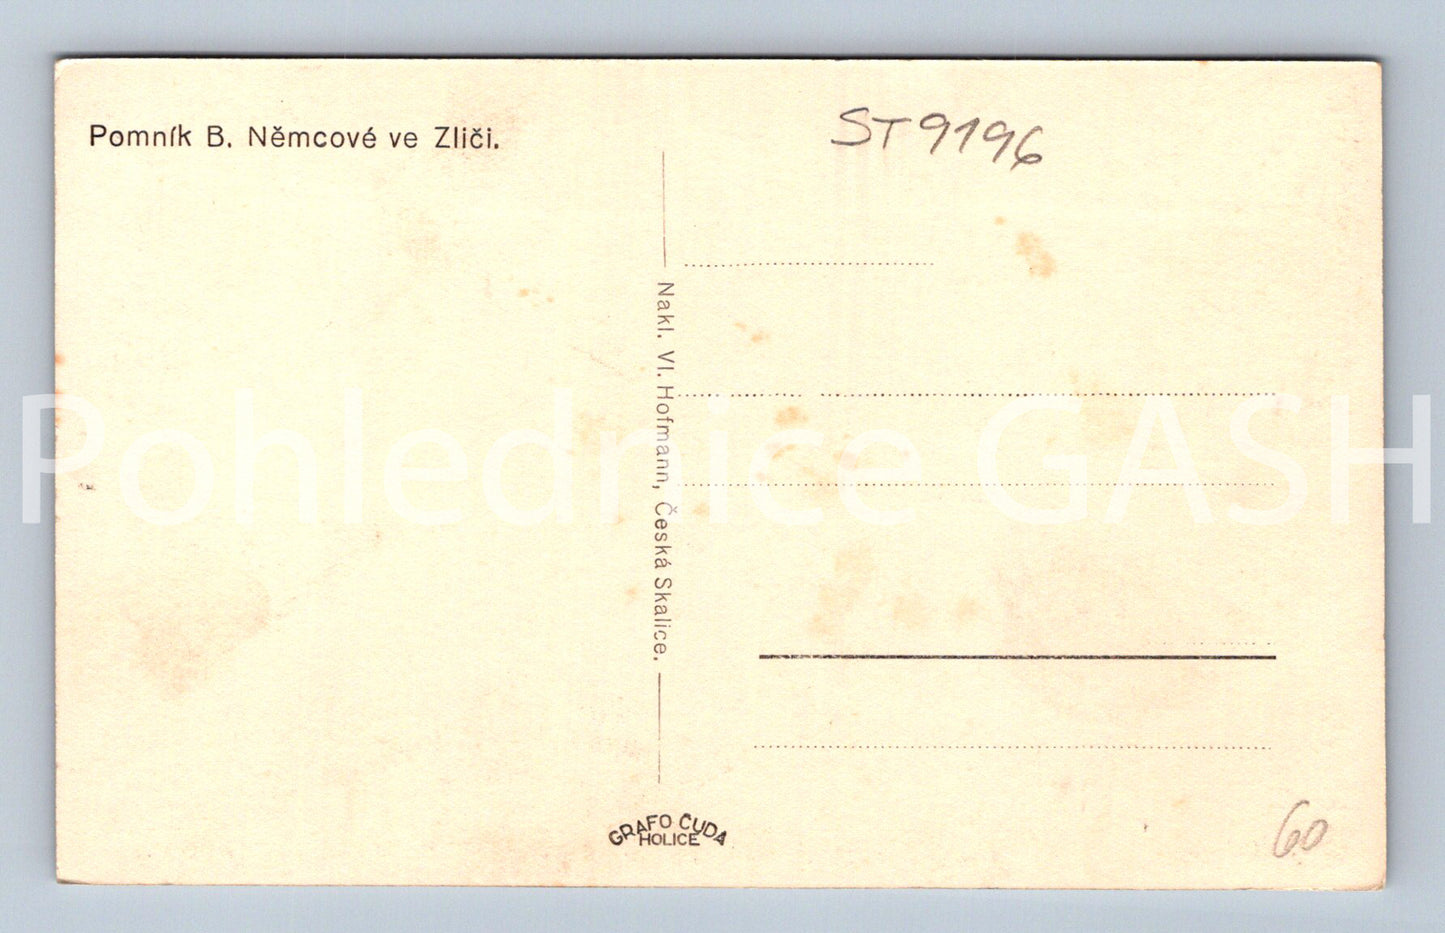 Pomník B. Němcové ve Zliči.
ST9196
Nakl. Vl. Hofmann, Česká Skalice.
Pohlednice GASH
GRAFO ČUDA
HOLICE
60